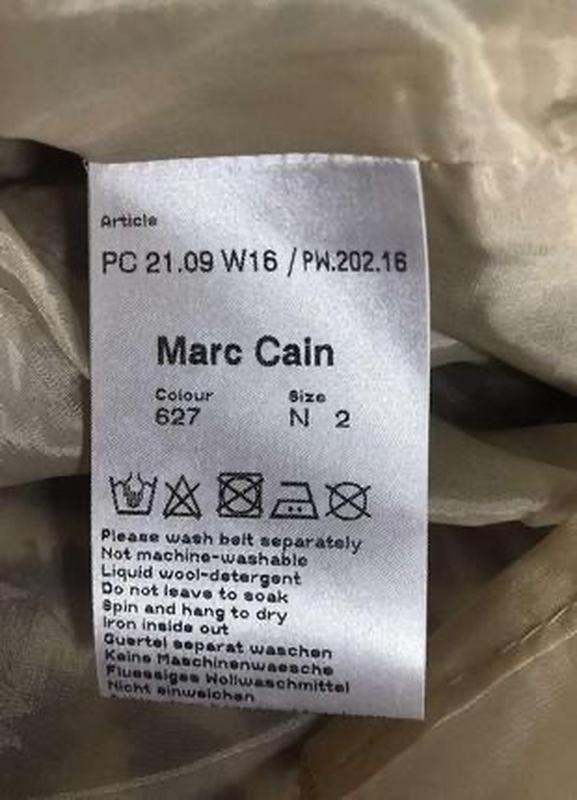 Article
PC 21.09 W16 / PW.202.16
Marc Cain
Colour Size
627 N 2
Please wash belt separately
Not machine-washable
Liquid wool-detergent
Do not leave to soak
Spin and hang to dry
Iron inside out
Guertel separat waschen
Keine Maschinenwaesche
Fluessiges Wollwaschmittel
Nicht einweichen